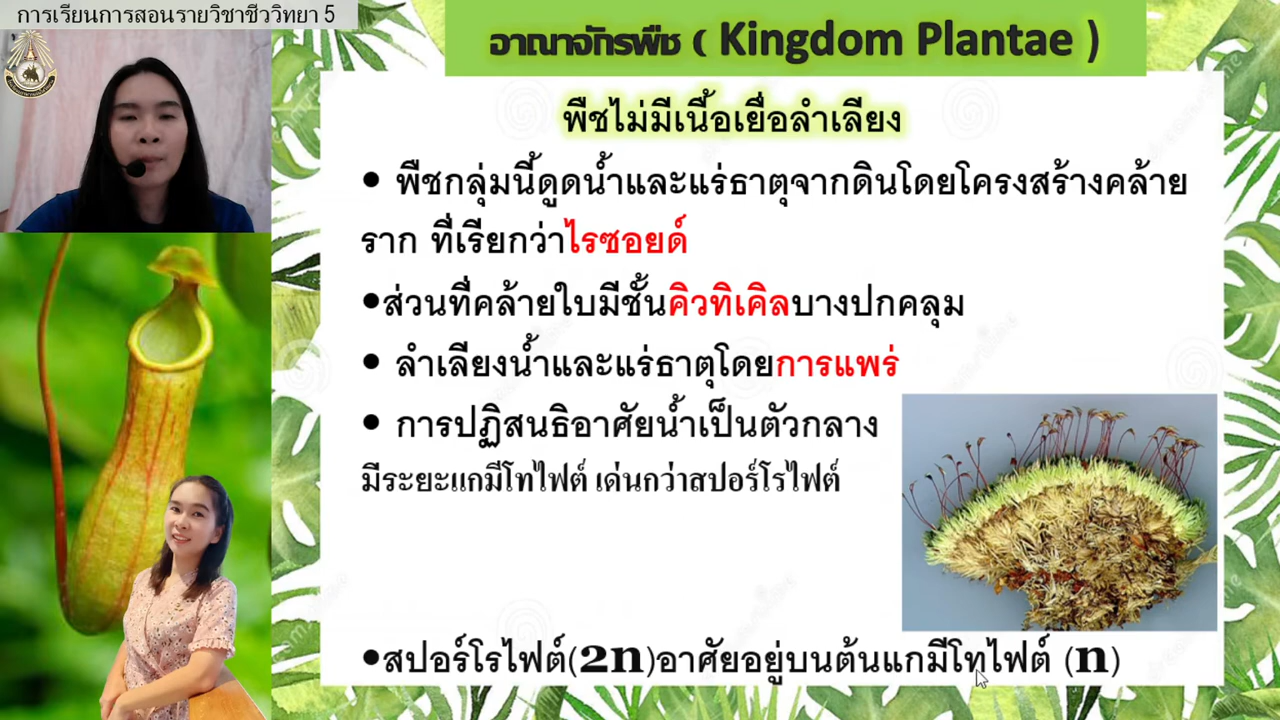 การเรียนการสอนรายวิชาชีววิทยา 5
อาณาจักรพืช ( Kingdom Plantae )
พืชไม่มีเนื้อเยื่อลำเลียง
• พืชกลุ่มนี้ดูดน้ำและแร่ธาตุจากดินโดยโครงสร้างคล้าย
ราก ที่เรียกว่าไรซอยด์
•ส่วนที่คล้ายใบมีชั้นคิวทิเคิลบางปกคลุม
• ลำเลียงน้ำและแร่ธาตุโดยการแพร่
• การปฏิสนธิอาศัยน้ำเป็นตัวกลาง
มีระยะแกมีโทไฟต์ เด่นกว่าสปอร์โรไฟต์
•สปอร์โรไฟต์(2n)อาศัยอยู่บนต้นแกมีโทไฟต์ (n)